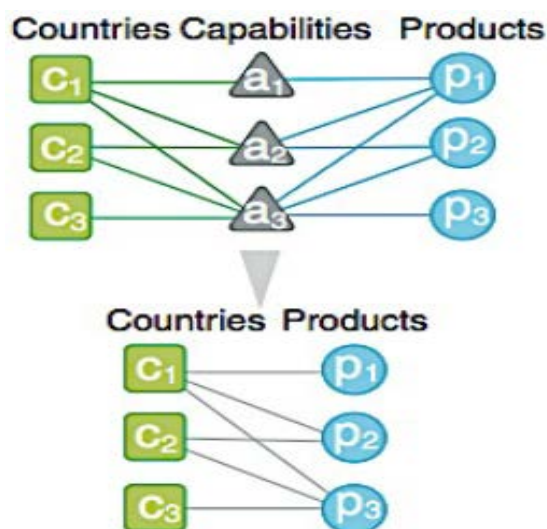 Countries Capabilities Products
c1 a1 p1
c2 a2 p2
c3 a3 p3
Countries Products
c1 p1
c2 p2
c3 p3